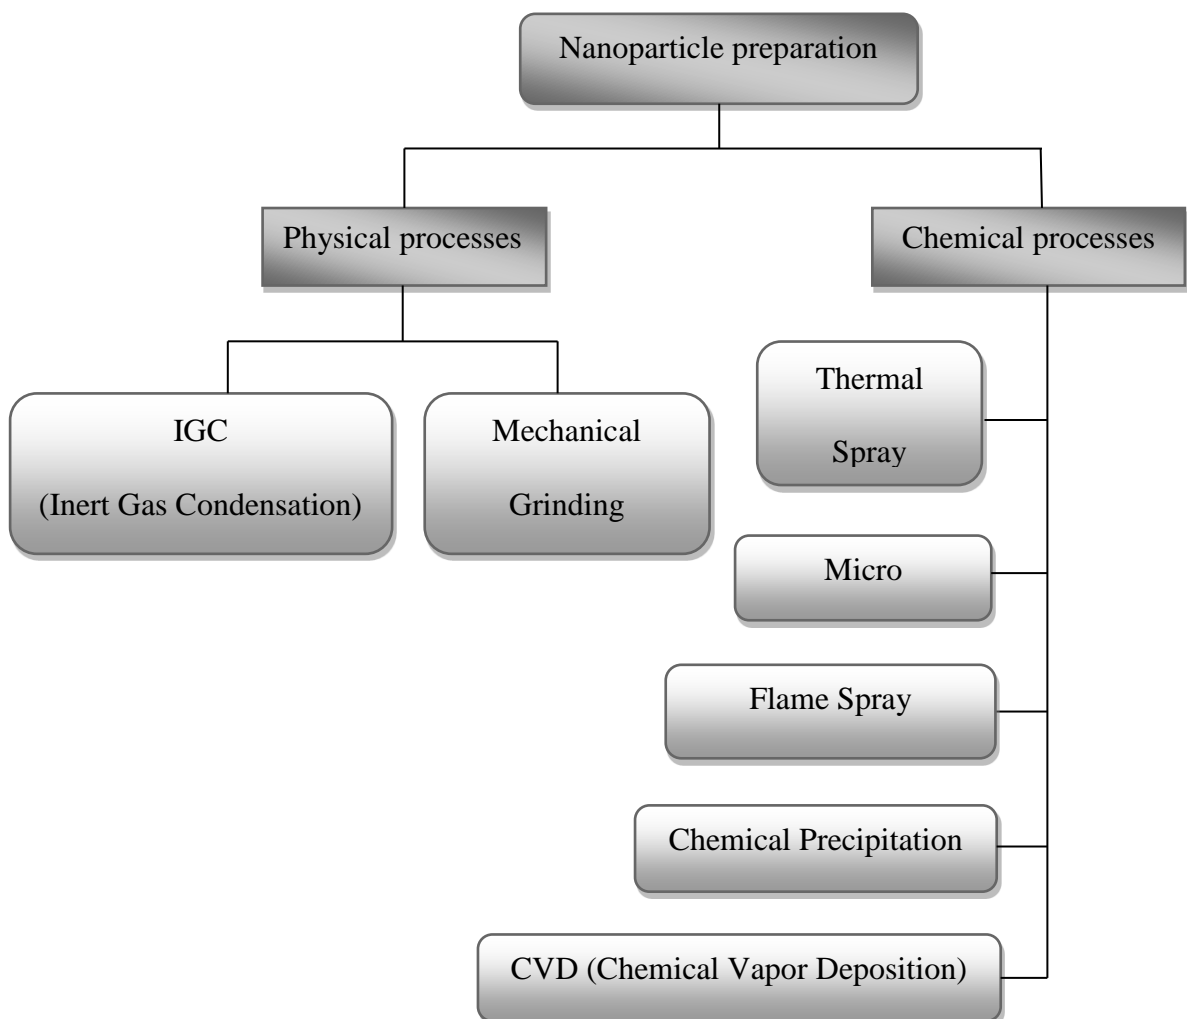 Nanoparticle preparation
Physical processes
Chemical processes
IGC
(Inert Gas Condensation)
Mechanical
Grinding
Thermal
Spray
Micro
Flame Spray
Chemical Precipitation
CVD (Chemical Vapor Deposition)